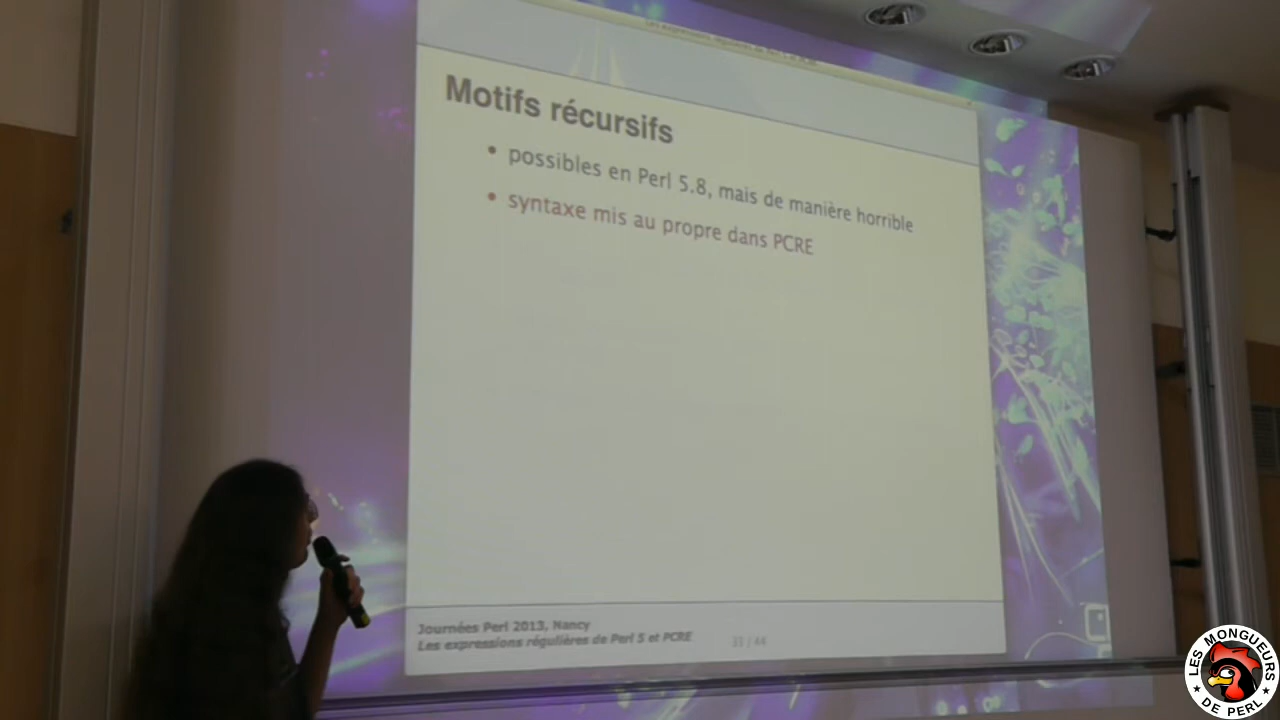 Motifs récursifs
• possibles en Perl 5.8, mais de manière horrible
• syntaxe mis au propre dans PCRE
Journées Perl 2013, Nancy
Les expressions régulières de Perl 5 et PCRE
33 / 44
LES MONGUEURS
★ DE PERL ★